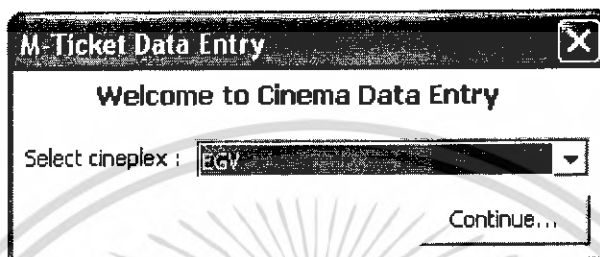 M-Ticket Data Entry
Welcome to Cinema Data Entry
Select cineplex : EGV
Continue...